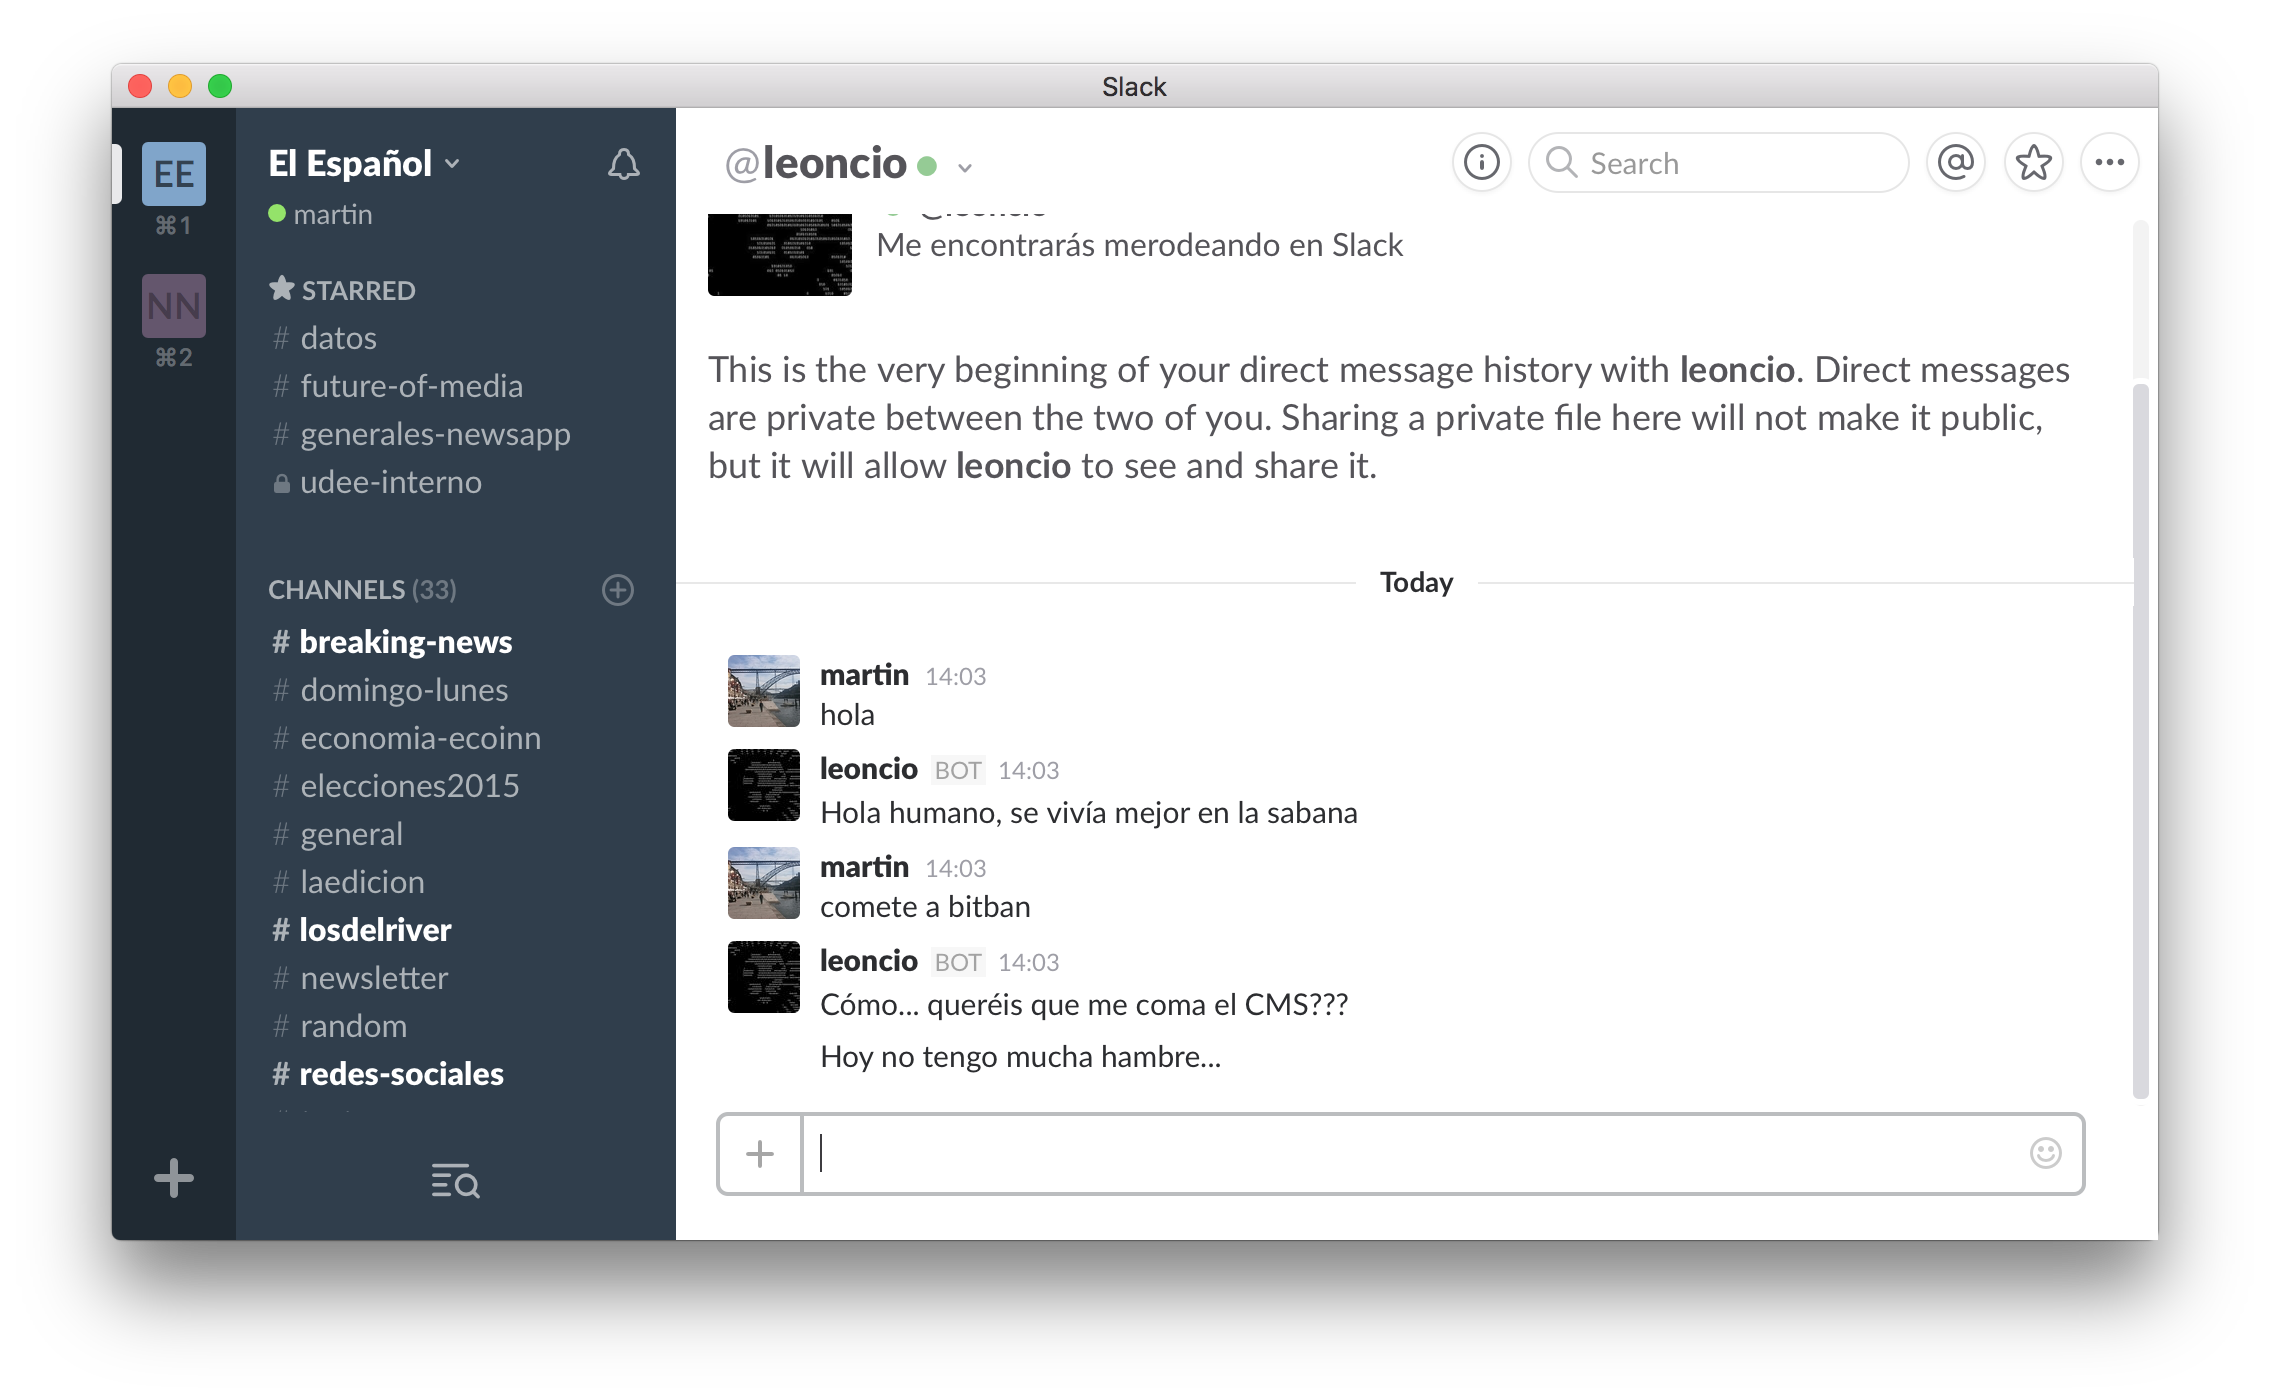 Slack
EE
⌘1
NN
⌘2
El Español
martin
STARRED
# datos
# future-of-media
# generales-newsapp
udee-interno
CHANNELS (33)
# breaking-news
# domingo-lunes
# economia-ecoinn
# elecciones2015
# general
# laedicion
# losdelriver
# newsletter
# random
# redes-sociales
@leoncio
Search
@leoncio
Me encontrarás merodeando en Slack
This is the very beginning of your direct message history with leoncio. Direct messages
are private between the two of you. Sharing a private file here will not make it public,
but it will allow leoncio to see and share it.
Today
martin 14:03
hola
leoncio BOT 14:03
Hola humano, se vivía mejor en la sabana
martin 14:03
comete a bitban
leoncio BOT 14:03
Cómo... queréis que me coma el CMS???
Hoy no tengo mucha hambre...